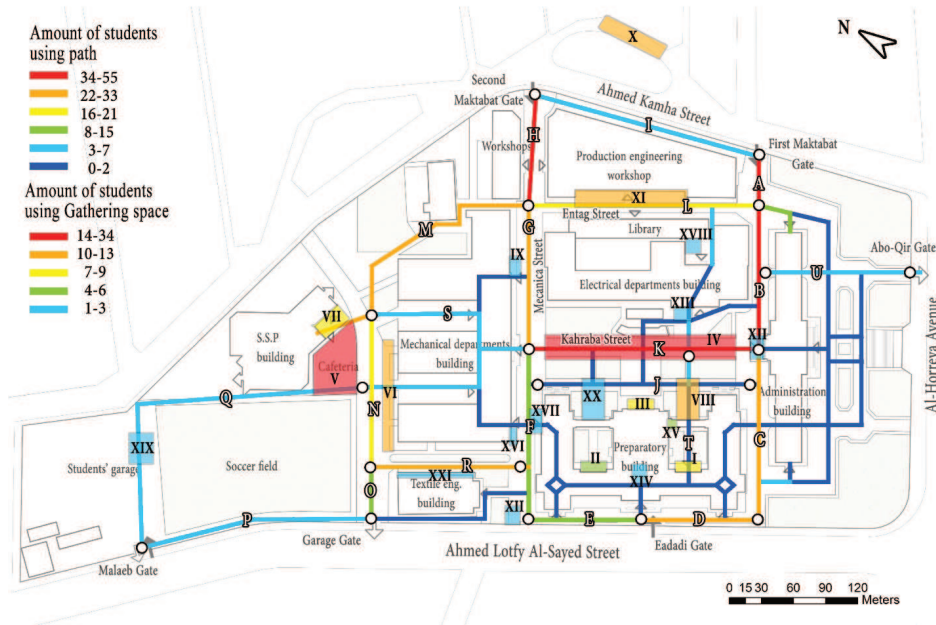 Amount of students
using path
34-55
22-33
16-21
8-15
3-7
0-2
Amount of students
using Gathering space
14-34
10-13
7-9
4-6
1-3
X
N
Second
Maktabat Gate
Ahmed Kamha Street
I
H
Workshops
Production engineering
workshop
First Maktabat
Gate
A
XI
L
Entag Street
M
G
Library
XVIII
Abo-Qir Gate
IX
Mecanica Street
Electrical departments building
B
U
VII
S
XIII
S.S.P
building
Mechanical departments
building
Kahraba Street
K
IV
XII
Cafeteria
V
VI
Q
N
J
Administration
building
Al-Horreya Avenue
XX
III
VIII
XVII
F
XV
C
XIX
XVI
II
Preparatory
building
T
I
Students' garage
Soccer field
R
XXI
Textile eng.
building
XIV
O
XII
P
E
D
Garage Gate
Ahmed Lotfy Al-Sayed Street
Eadadi Gate
Malaeb Gate
0 15 30 60 90 120
Meters